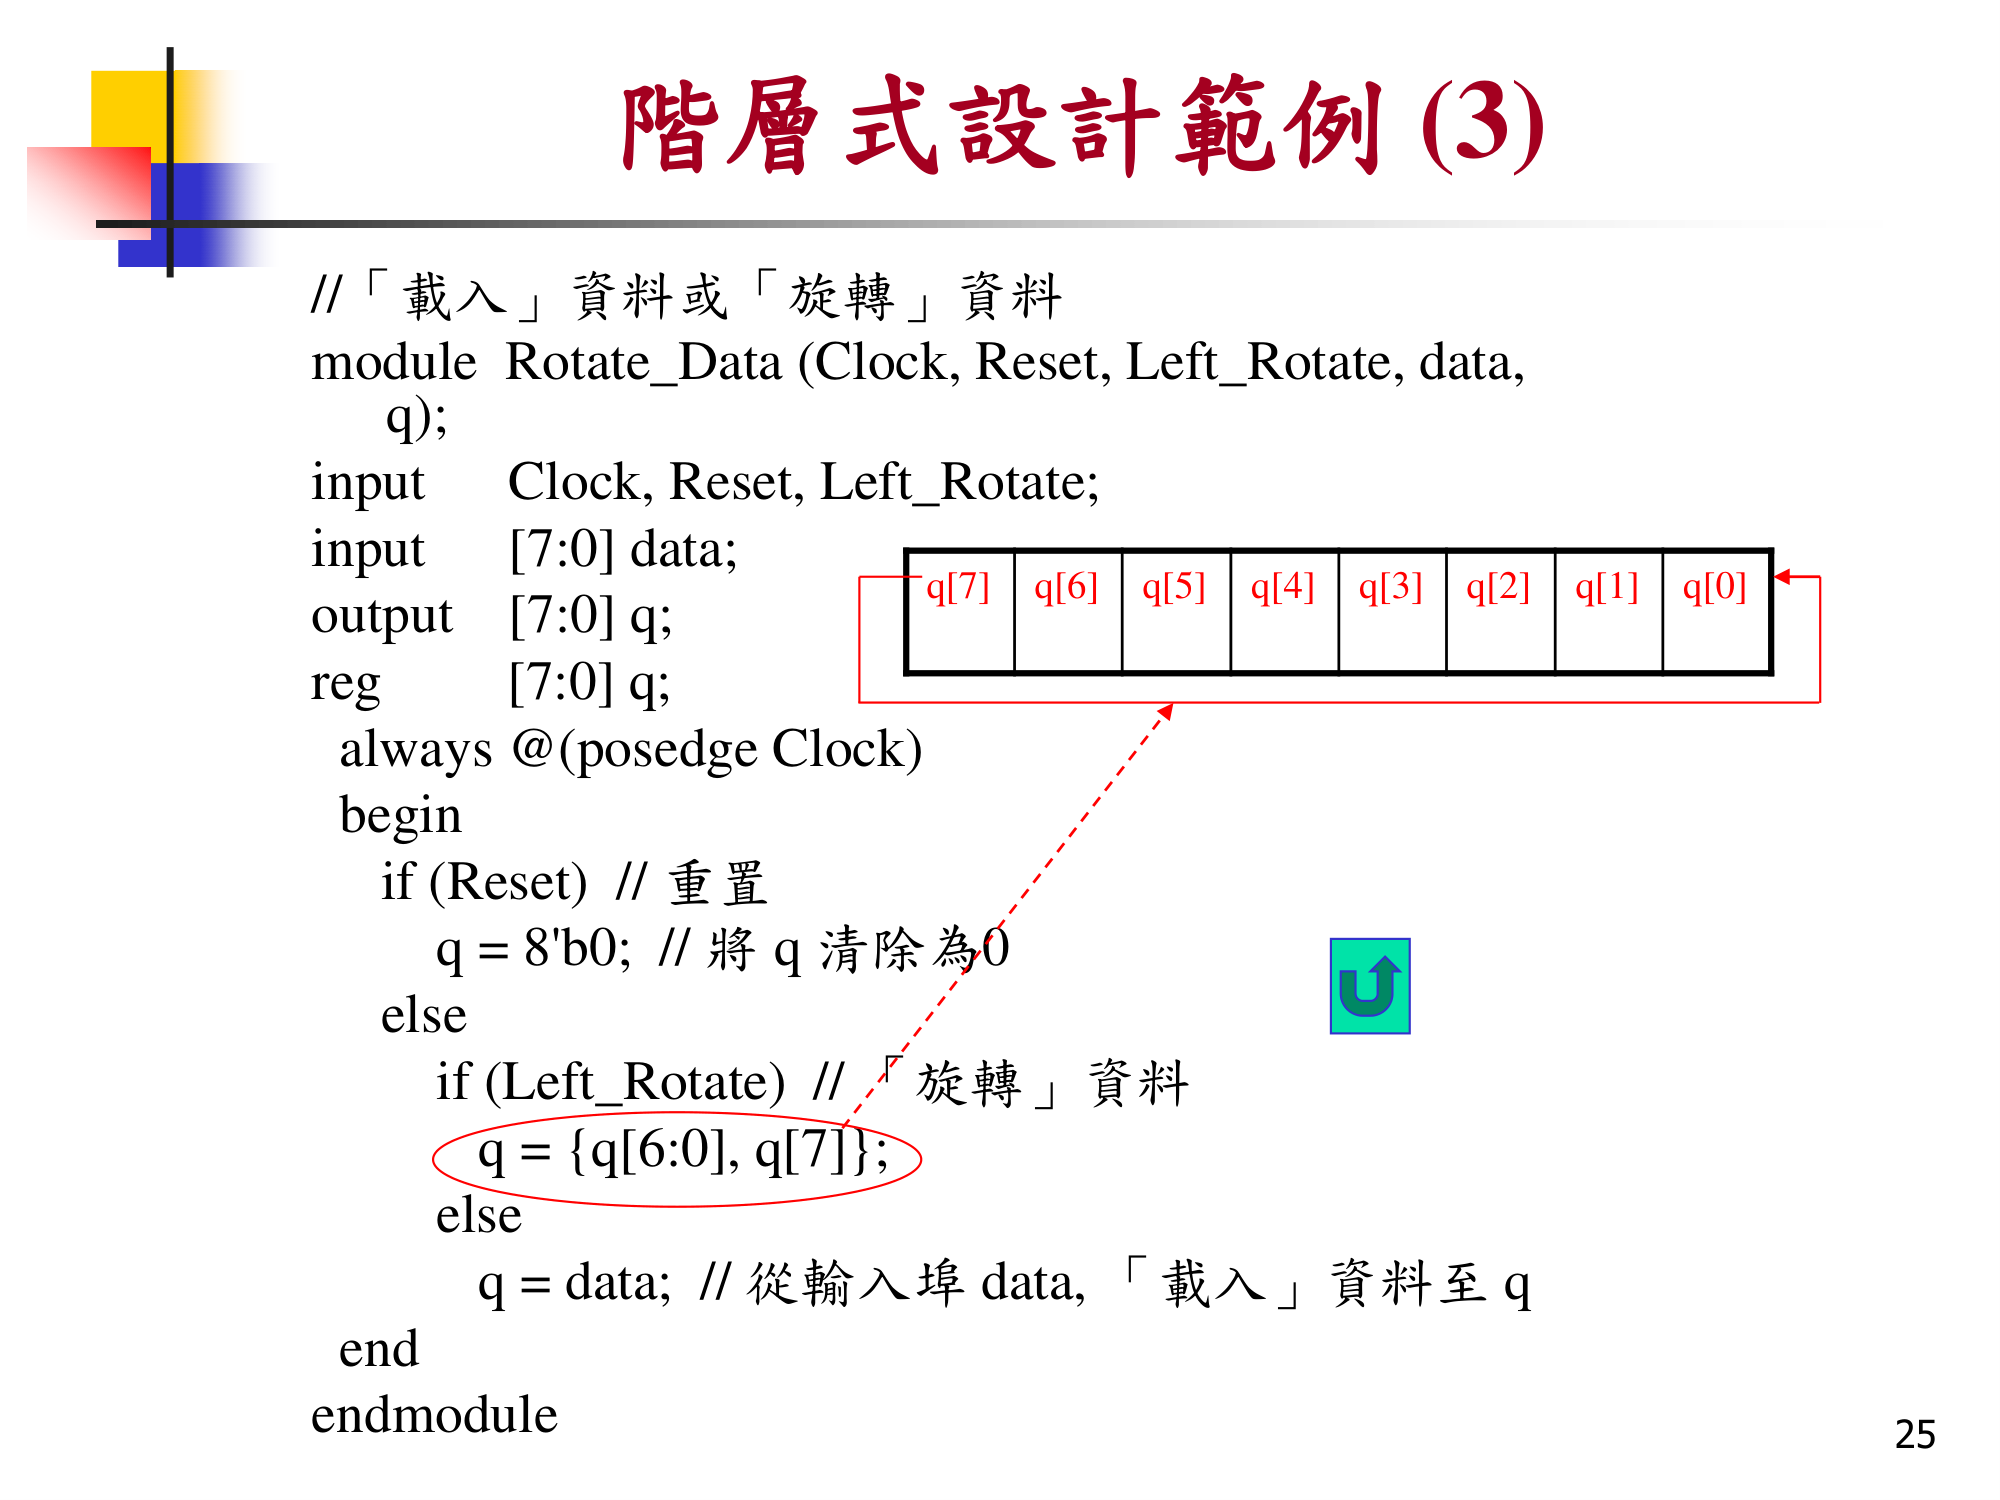 階層式設計範例 (3)
//「載入」資料或「旋轉」資料
module Rotate_Data (Clock, Reset, Left_Rotate, data,
q);
input Clock, Reset, Left_Rotate;
input [7:0] data;
output [7:0] q;
reg [7:0] q;
q[7] q[6] q[5] q[4] q[3] q[2] q[1] q[0]
always @(posedge Clock)
begin
if (Reset) // 重置
q = 8'b0; // 將 q 清除為0
else
if (Left_Rotate) // 「旋轉」資料
q = {q[6:0], q[7]};
else
q = data; // 從輸入埠 data, 「載入」資料至 q
end
endmodule
25